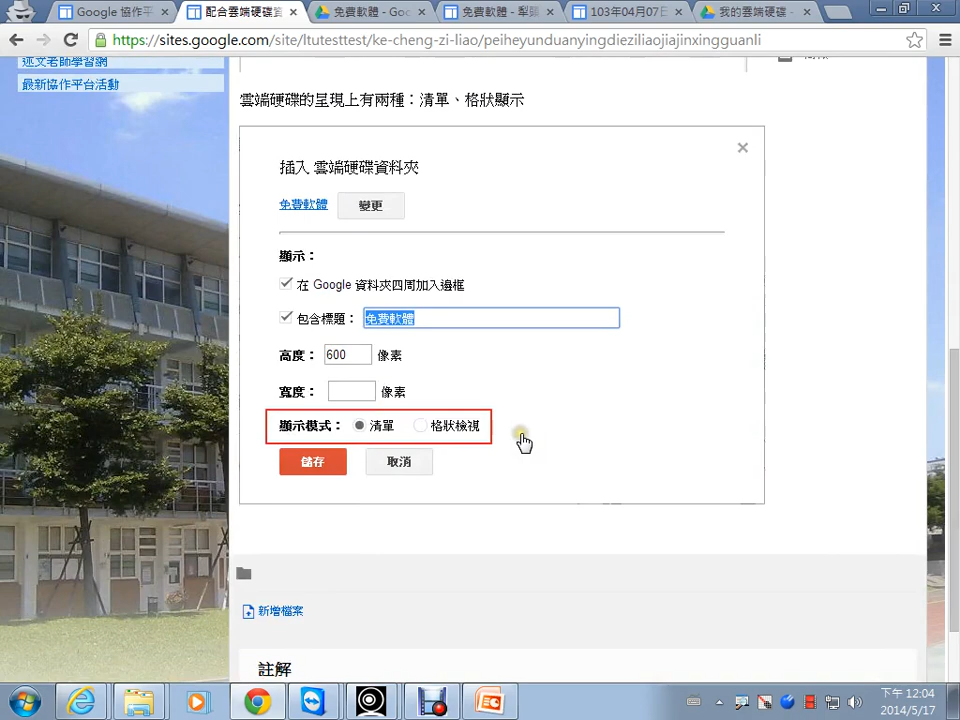 Google 協作平
配合雲端硬碟資
免費軟體 - Goo
免費軟體 - 犁頭
103年04月07日
我的雲端硬碟 -
https://sites.google.com/site/ltutesttest/ke-cheng-zi-liao/peiheyunduanyingdieziliaojiajinxingguanli
最新協作平台活動
雲端硬碟的呈現上有兩種：清單、格狀顯示
插入 雲端硬碟資料夾
免費軟體
變更
顯示：
在 Google 資料夾四周加入邊框
包含標題：
免費軟體
高度：
600
像素
寬度：
像素
顯示模式：
清單
格狀檢視
儲存
取消
新增檔案
註解
下午 12:04
2014/5/17